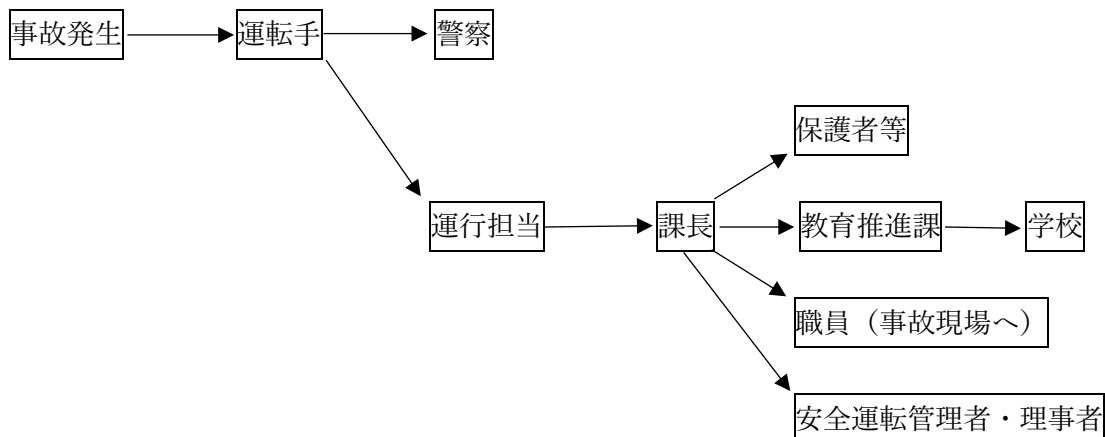 事故発生
運転手
警察
保護者等
運行担当
課長
教育推進課
学校
職員（事故現場へ）
安全運転管理者・理事者